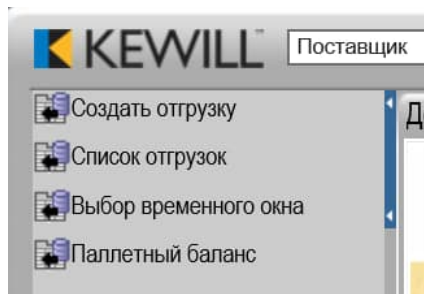 KEWILL Поставщик
Создать отгрузку
Список отгрузок
Выбор временного окна
Паллетный баланс